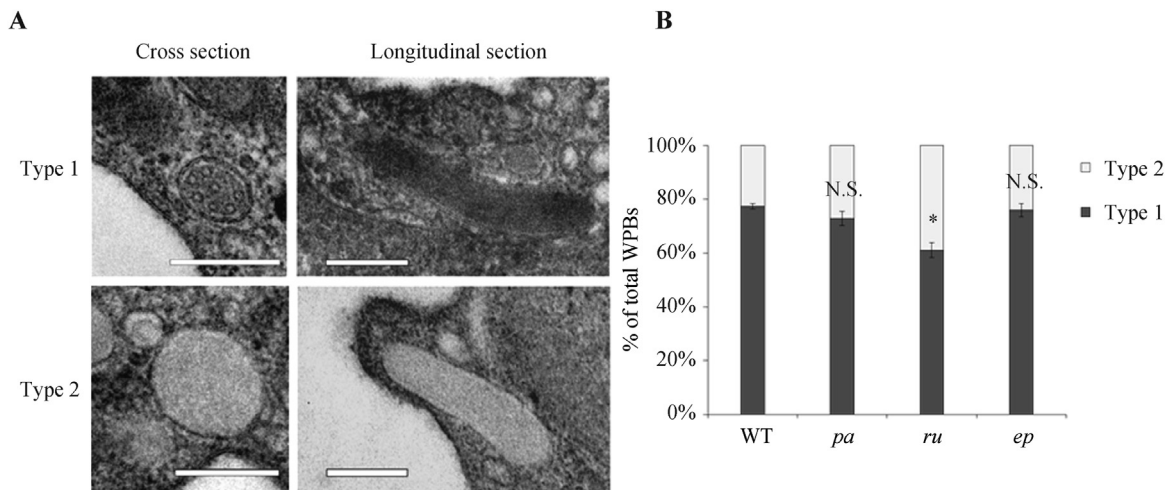 A
Cross section
Longitudinal section
Type 1
Type 2
B
% of total WPBs
100%
80%
60%
40%
20%
0%
N.S.
*
N.S.
WT
pa
ru
ep
Type 2
Type 1